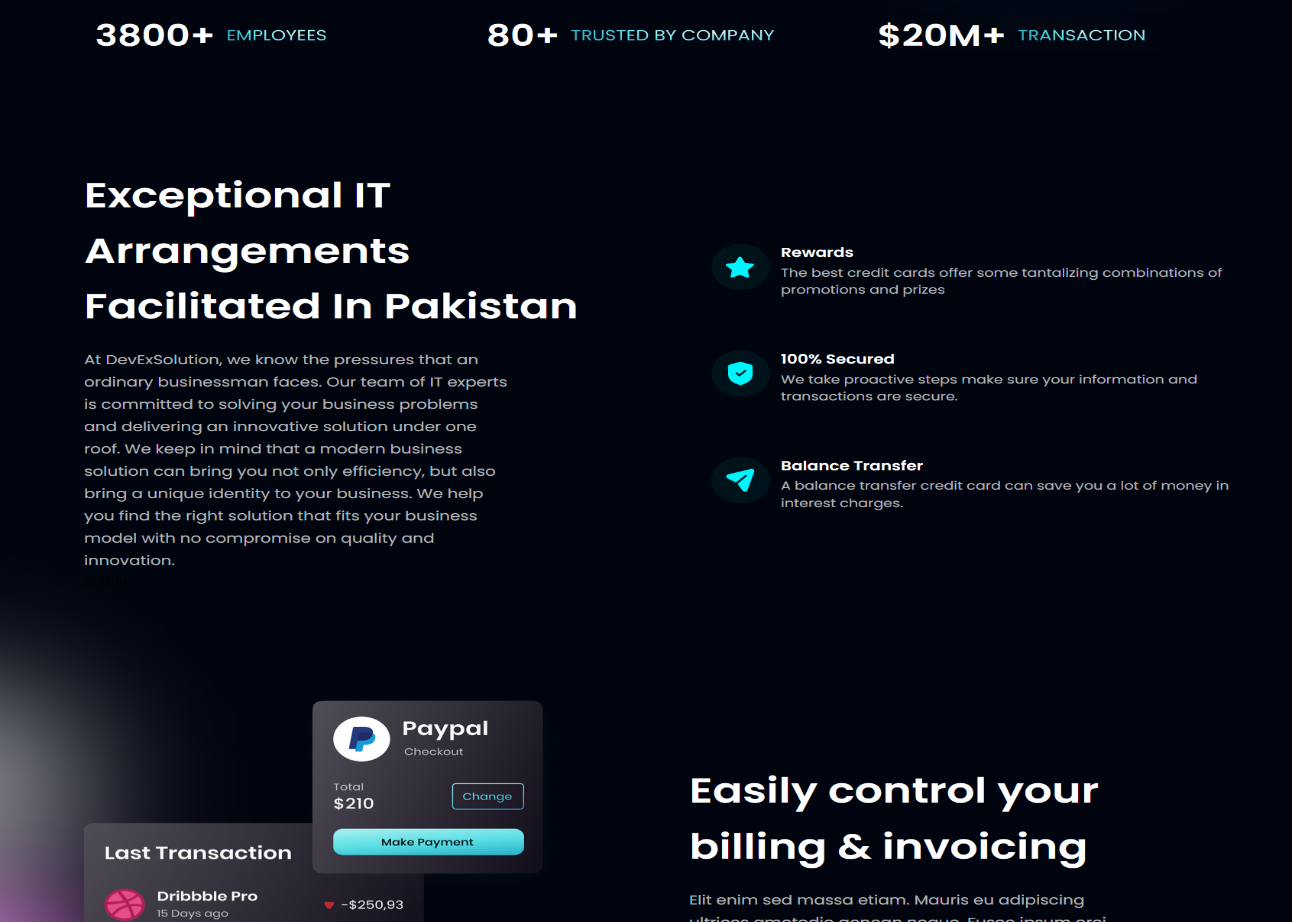 3800+ EMPLOYEES
80+ TRUSTED BY COMPANY
$20M+ TRANSACTION
Exceptional IT
Arrangements
Facilitated In Pakistan
At DevExSolution, we know the pressures that an
ordinary businessman faces. Our team of IT experts
is committed to solving your business problems
and delivering an innovative solution under one
roof. We keep in mind that a modern business
solution can bring you not only efficiency, but also
bring a unique identity to your business. We help
you find the right solution that fits your business
model with no compromise on quality and
innovation.
Rewards
The best credit cards offer some tantalizing combinations of
promotions and prizes
100% Secured
We take proactive steps make sure your information and
transactions are secure.
Balance Transfer
A balance transfer credit card can save you a lot of money in
interest charges.
Paypal
Checkout
Total
$210
Change
Make Payment
Last Transaction
Dribbble Pro
15 Days ago
-$250,93
Easily control your
billing & invoicing
Elit enim sed massa etiam. Mauris eu adipiscing